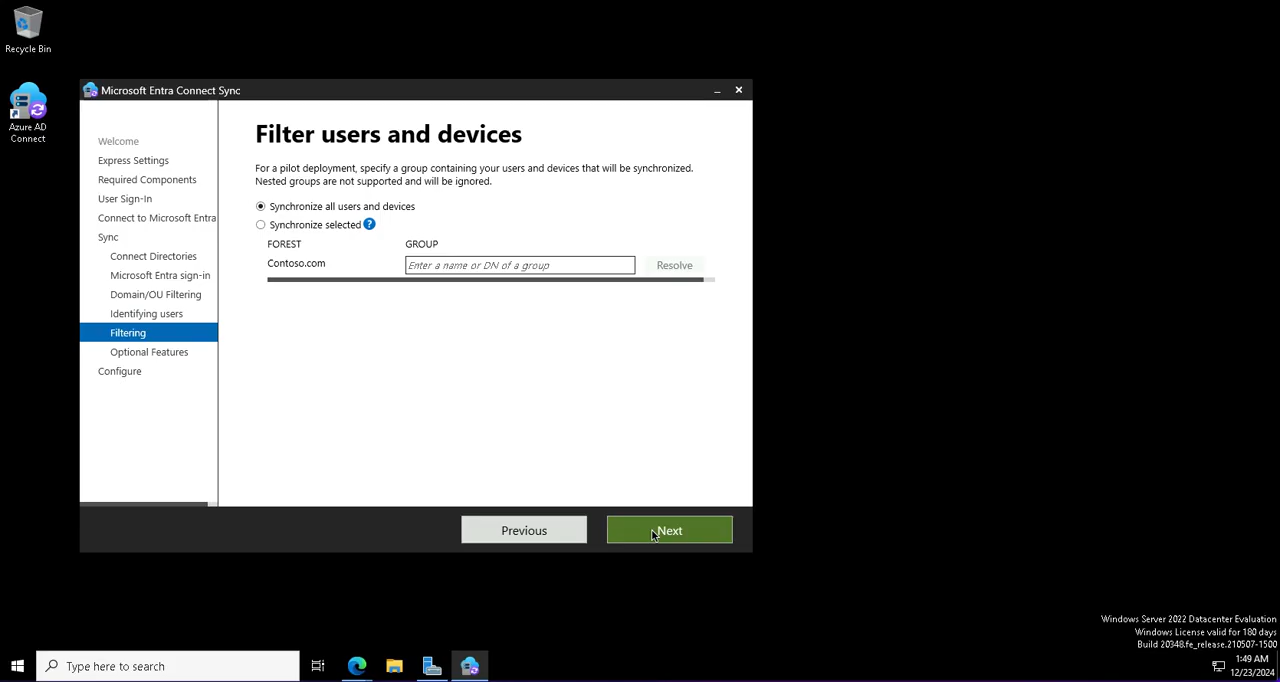 Recycle Bin
Azure AD
Connect
Microsoft Entra Connect Sync
Welcome
Express Settings
Required Components
User Sign-In
Connect to Microsoft Entra
Sync
Connect Directories
Microsoft Entra sign-in
Domain/OU Filtering
Identifying users
Filtering
Optional Features
Configure
Filter users and devices
For a pilot deployment, specify a group containing your users and devices that will be synchronized.
Nested groups are not supported and will be ignored.
Synchronize all users and devices
Synchronize selected ?
FOREST GROUP
Contoso.com Enter a name or DN of a group Resolve
Previous Next
Windows Server 2022 Datacenter Evaluation
Windows License valid for 180 days
Build 20348.fe_release.210507-1500
Type here to search
1:49 AM
12/23/2024